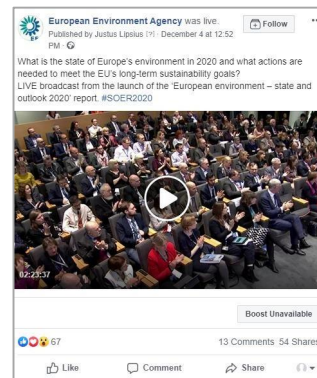 European Environment Agency was live.
Follow
Published by Justus Lipsius [?] · December 4 at 12:52
PM ·
What is the state of Europe's environment in 2020 and what actions are
needed to meet the EU's long-term sustainability goals?
LIVE broadcast from the launch of the 'European environment – state and
outlook 2020' report. #SOER2020
02:23:37
Boost Unavailable
67
13 Comments 54 Shares
Like Comment Share